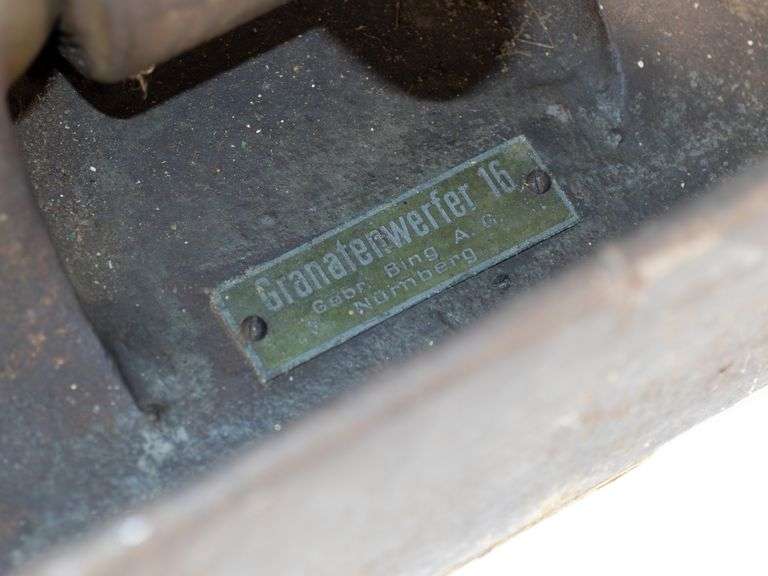 Granatenwerfer 16
Gebr. Bing A G
Nürnberg